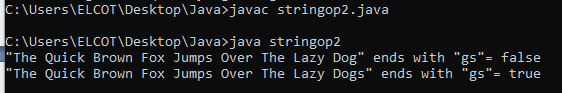 C:\Users\ELCOT\Desktop\Java>javac stringop2.java
C:\Users\ELCOT\Desktop\Java>java stringop2
"The Quick Brown Fox Jumps Over The Lazy Dog" ends with "gs"= false
"The Quick Brown Fox Jumps Over The Lazy Dogs" ends with "gs"= true